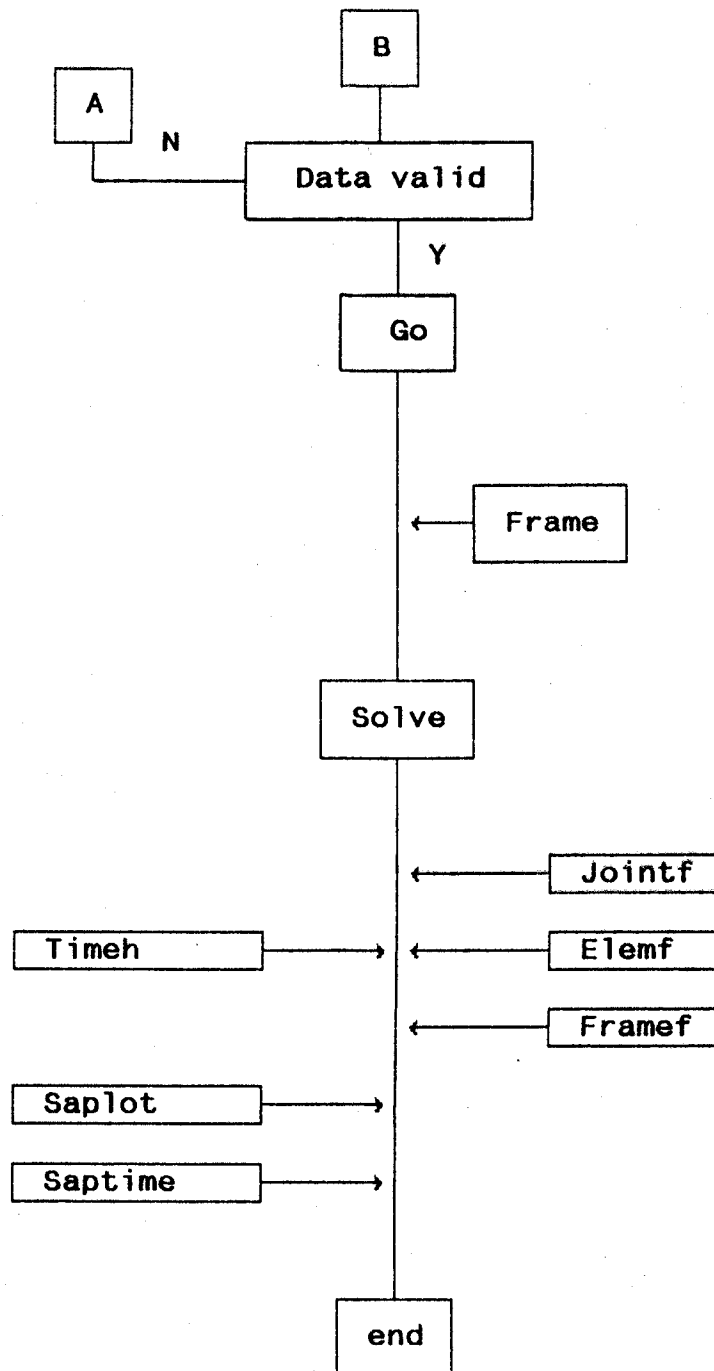 B
A
N
Data valid
Y
Go
Frame
Solve
Jointf
Timeh
Elemf
Framef
Saplot
Saptime
end